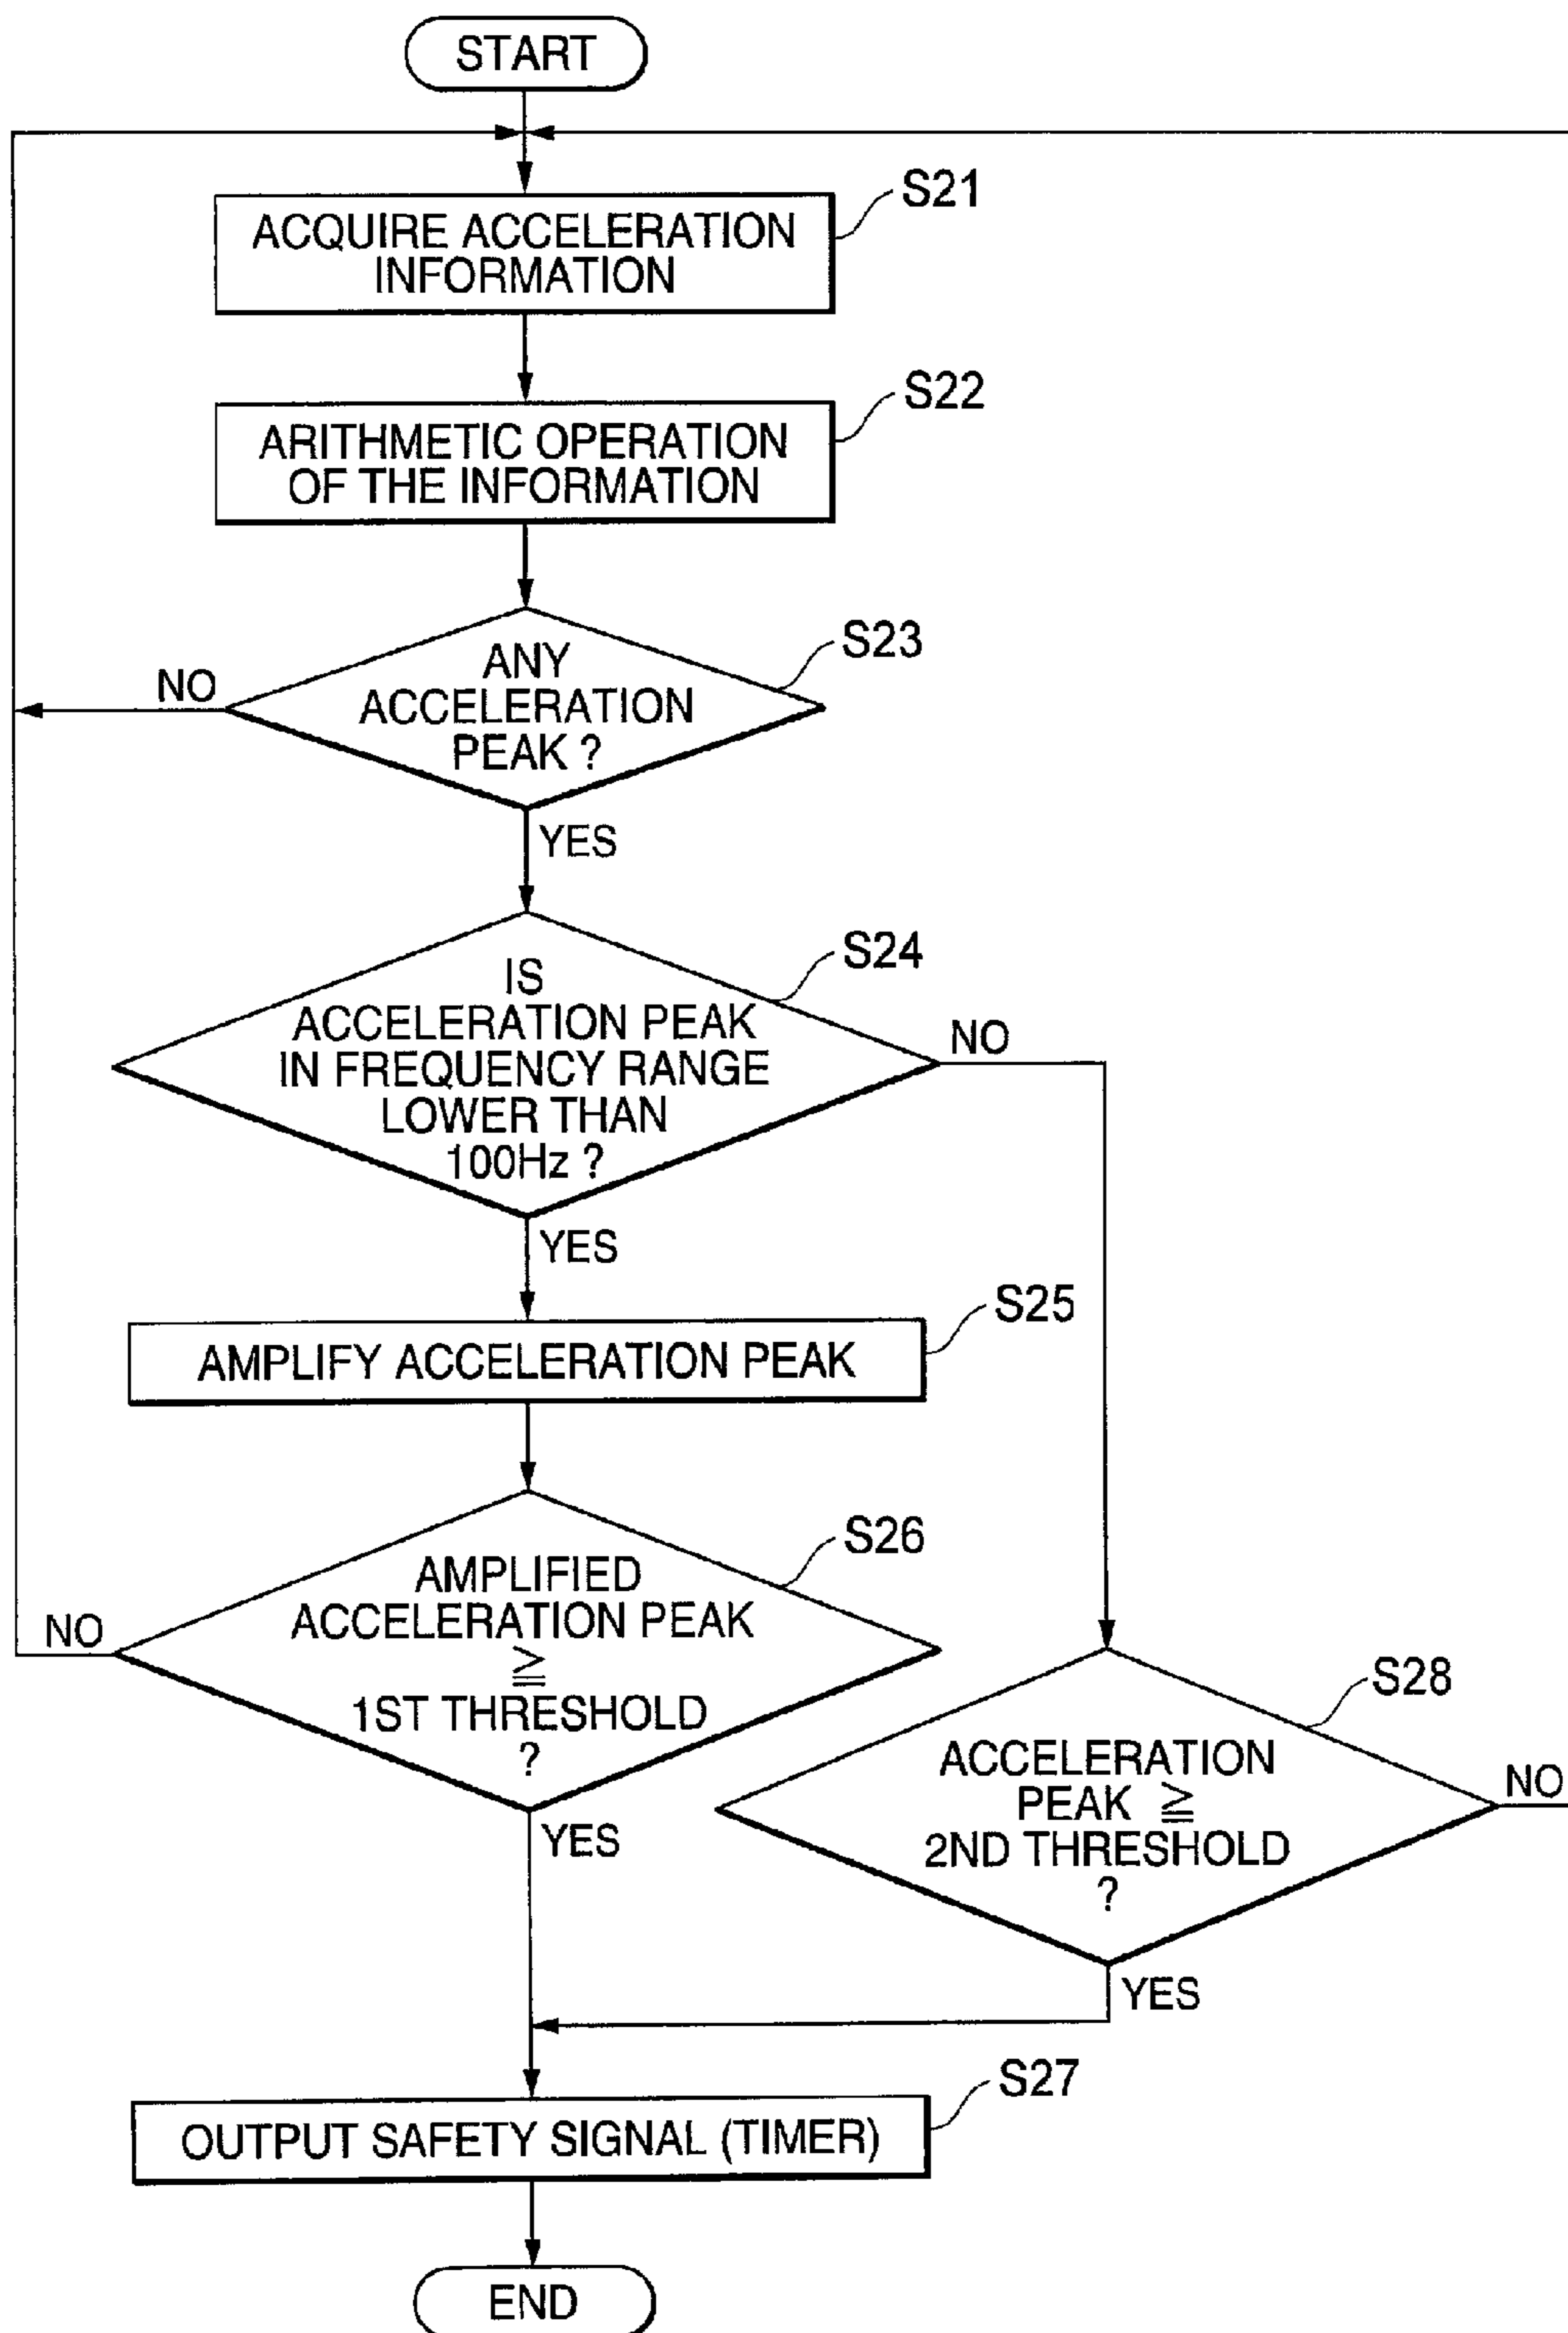 START
S21
ACQUIRE ACCELERATION
INFORMATION
S22
ARITHMETIC OPERATION
OF THE INFORMATION
S23
ANY
ACCELERATION
PEAK ?
NO
YES
S24
IS
ACCELERATION PEAK
IN FREQUENCY RANGE
LOWER THAN
100Hz ?
NO
YES
S25
AMPLIFY ACCELERATION PEAK
S26
AMPLIFIED
ACCELERATION PEAK
≧
1ST THRESHOLD
?
NO
YES
S28
ACCELERATION
PEAK ≧
2ND THRESHOLD
?
NO
YES
S27
OUTPUT SAFETY SIGNAL (TIMER)
END